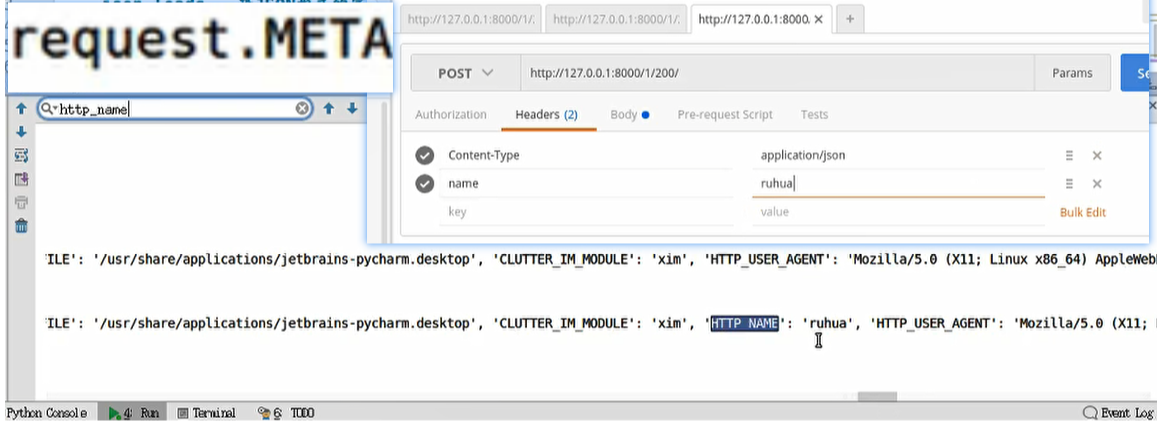 request.META
http_name
http://127.0.0.1:8000/1/.
http://127.0.0.1:8000/1/.
http://127.0.0.1:8000. ✕ +
POST http://127.0.0.1:8000/1/200/ Params
Authorization Headers (2) Body Pre-request Script Tests
Content-Type application/json
name ruhua
key value Bulk Edit
'ILE': '/usr/share/applications/jetbrains-pycharm.desktop', 'CLUTTER_IM_MODULE': 'xim', 'HTTP_USER_AGENT': 'Mozilla/5.0 (X11; Linux x86_64) AppleWeb
'ILE': '/usr/share/applications/jetbrains-pycharm.desktop', 'CLUTTER_IM_MODULE': 'xim', 'HTTP_NAME': 'ruhua', 'HTTP_USER_AGENT': 'Mozilla/5.0 (X11;
Python Console 4: Run Terminal 6: TODO Event Log